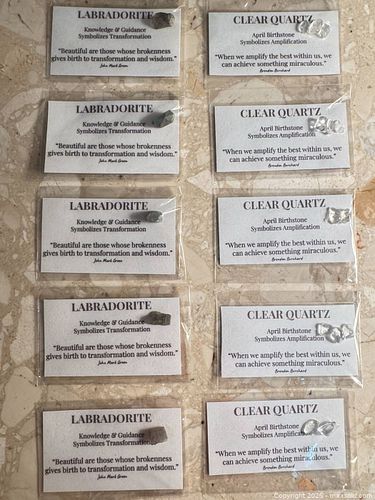 LABRADORITE
Knowledge & Guidance
Symbolizes Transformation
"Beautiful are those whose brokenness
gives birth to transformation and wisdom."
John Mark Green
CLEAR QUARTZ
April Birthstone
Symbolizes Amplification
"When we amplify the best within us, we
can achieve something miraculous."
Brendon Burchard
LABRADORITE
Knowledge & Guidance
Symbolizes Transformation
"Beautiful are those whose brokenness
gives birth to transformation and wisdom."
John Mark Green
CLEAR QUARTZ
April Birthstone
Symbolizes Amplification
"When we amplify the best within us, we
can achieve something miraculous."
Brendon Burchard
LABRADORITE
Knowledge & Guidance
Symbolizes Transformation
"Beautiful are those whose brokenness
gives birth to transformation and wisdom."
John Mark Green
CLEAR QUARTZ
April Birthstone
Symbolizes Amplification
"When we amplify the best within us, we
can achieve something miraculous."
Brendon Burchard
LABRADORITE
Knowledge & Guidance
Symbolizes Transformation
"Beautiful are those whose brokenness
gives birth to transformation and wisdom."
John Mark Green
CLEAR QUARTZ
April Birthstone
Symbolizes Amplification
"When we amplify the best within us, we
can achieve something miraculous."
Brendon Burchard
LABRADORITE
Knowledge & Guidance
Symbolizes Transformation
"Beautiful are those whose brokenness
gives birth to transformation and wisdom."
John Mark Green
CLEAR QUARTZ
April Birthstone
Symbolizes Amplification
"When we amplify the best within us, we
can achieve something miraculous."
Brendon Burchard